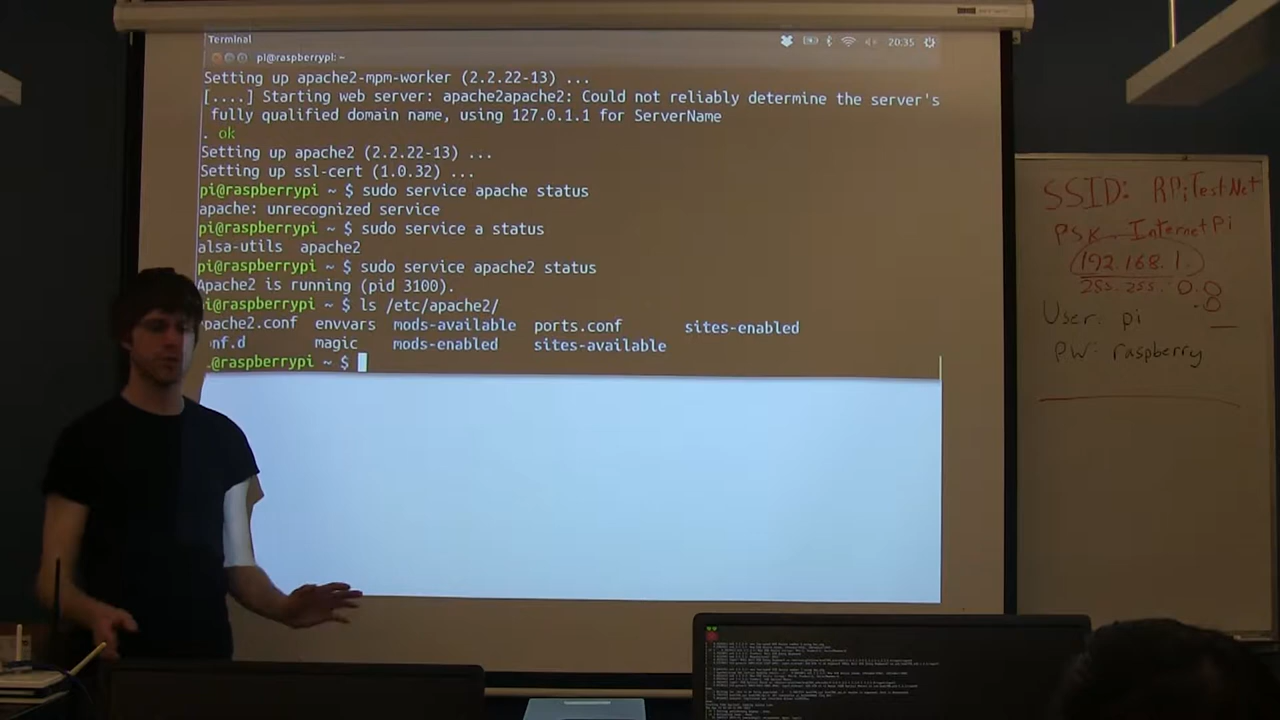 Terminal
20:35
pi@raspberrypi: ~
Setting up apache2-mpm-worker (2.2.22-13) ...
[....] Starting web server: apache2apache2: Could not reliably determine the server's
fully qualified domain name, using 127.0.1.1 for ServerName
. ok
Setting up apache2 (2.2.22-13) ...
Setting up ssl-cert (1.0.32) ...
pi@raspberrypi ~ $ sudo service apache status
apache: unrecognized service
pi@raspberrypi ~ $ sudo service a status
alsa-utils apache2
pi@raspberrypi ~ $ sudo service apache2 status
Apache2 is running (pid 3100).
pi@raspberrypi ~ $ ls /etc/apache2/
apache2.conf envvars mods-available ports.conf sites-enabled
conf.d magic mods-enabled sites-available
@raspberrypi ~ $
SSID: RPiTestNet
PSK: InternetPi
192.168.1.
255.255.
User: pi
PW: raspberry